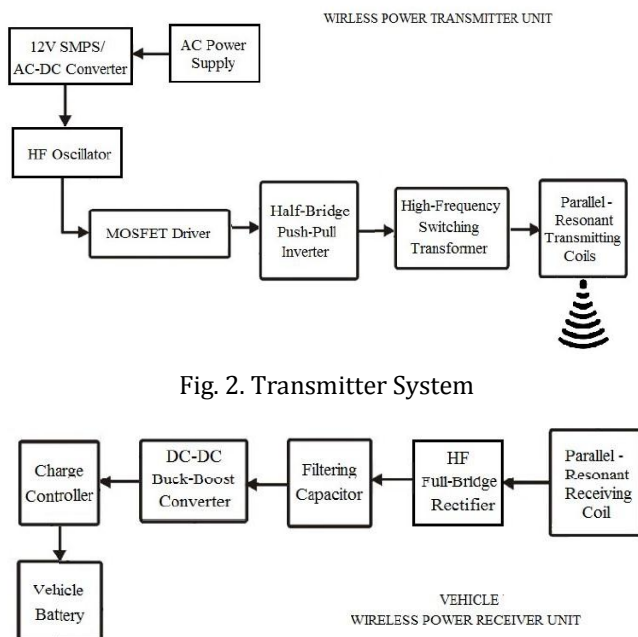 WIRLESS POWER TRANSMITTER UNIT
12V SMPS/
AC-DC Converter
AC Power
Supply
HF Oscillator
MOSFET Driver
Half-Bridge
Push-Pull
Inverter
High-Frequency
Switching
Transformer
Parallel -
Resonant
Transmitting
Coils
Fig. 2. Transmitter System
Charge
Controller
DC-DC
Buck-Boost
Converter
Filtering
Capacitor
HF
Full-Bridge
Rectifier
Parallel -
Resonant
Receiving
Coil
Vehicle
Battery
VEHICLE
WIRELESS POWER RECEIVER UNIT